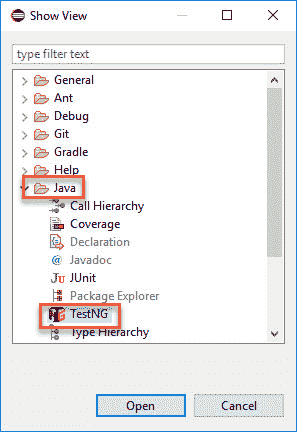 Show View
type filter text
General
Ant
Debug
Git
Gradle
Help
Java
Call Hierarchy
Coverage
Declaration
@ Javadoc
JU JUnit
Package Explorer
TestNG
Type Hierarchy
Open
Cancel